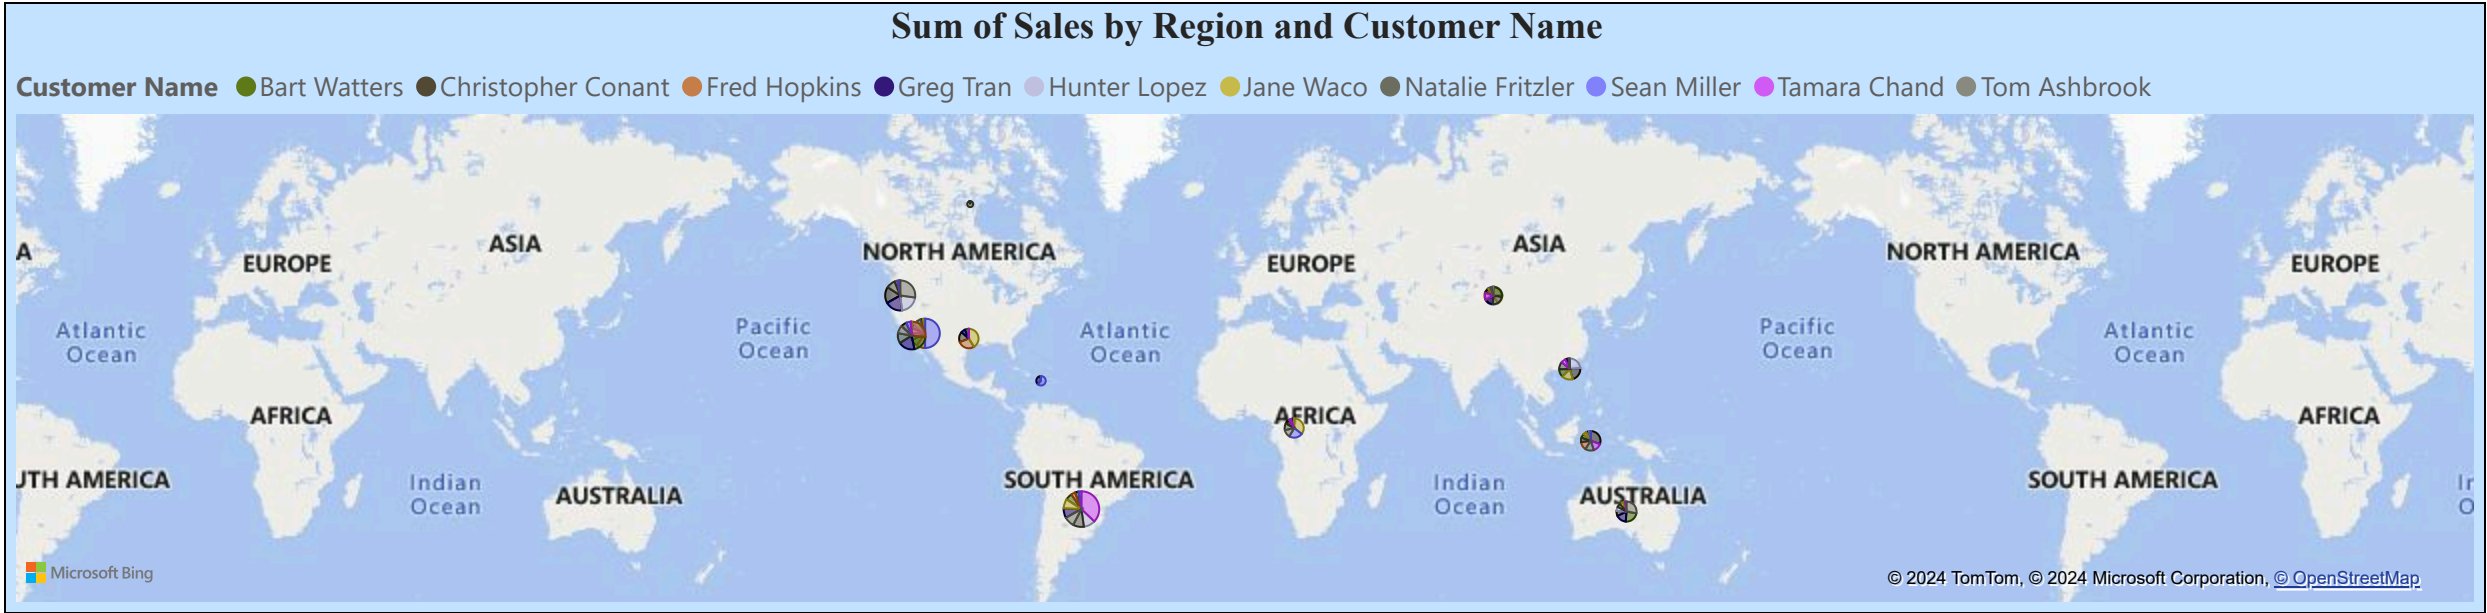 Sum of Sales by Region and Customer Name
Customer Name Bart Watters Christopher Conant Fred Hopkins Greg Tran Hunter Lopez Jane Waco Natalie Fritzler Sean Miller Tamara Chand Tom Ashbrook
A
EUROPE
ASIA
NORTH AMERICA
EUROPE
ASIA
NORTH AMERICA
EUROPE
Atlantic
Ocean
Pacific
Ocean
Atlantic
Ocean
Pacific
Ocean
Atlantic
Ocean
AFRICA
AFRICA
AFRICA
UTH AMERICA
Indian
Ocean
AUSTRALIA
SOUTH AMERICA
Indian
Ocean
AUSTRALIA
SOUTH AMERICA
Ir
O
Microsoft Bing
© 2024 TomTom, © 2024 Microsoft Corporation, © OpenStreetMap